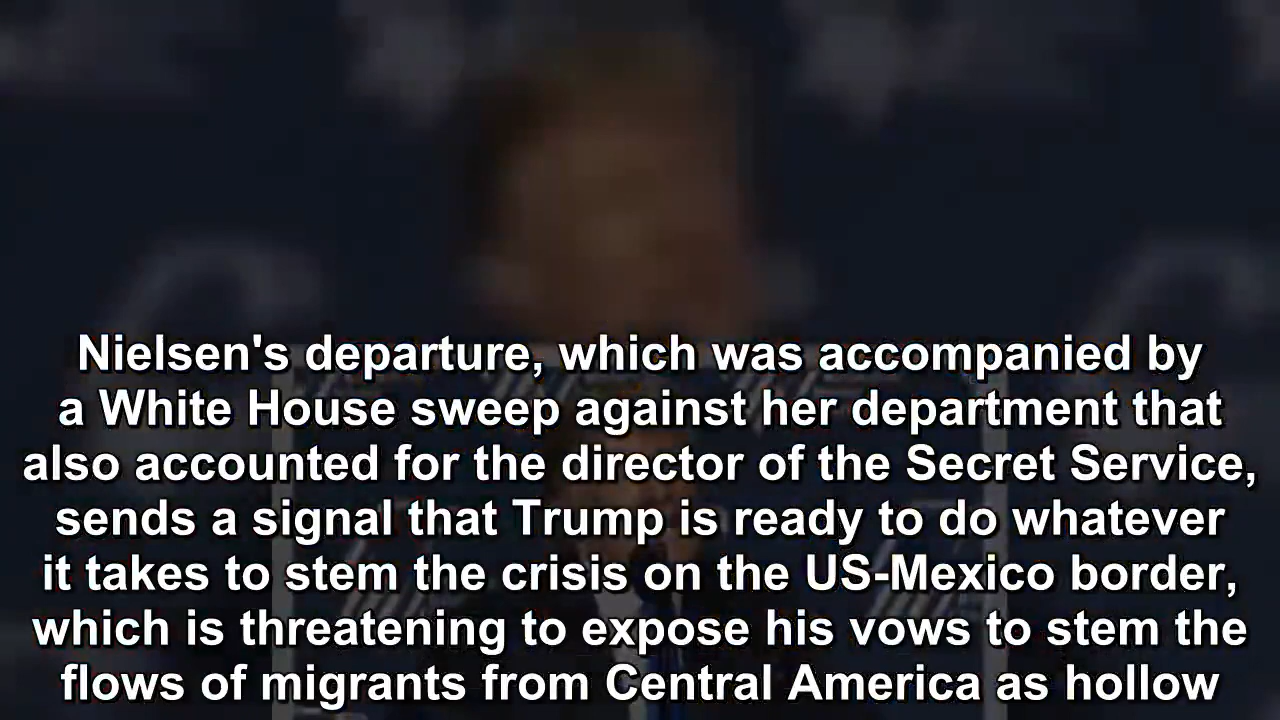 Nielsen's departure, which was accompanied by
a White House sweep against her department that
also accounted for the director of the Secret Service,
sends a signal that Trump is ready to do whatever
it takes to stem the crisis on the US-Mexico border,
which is threatening to expose his vows to stem the
flows of migrants from Central America as hollow